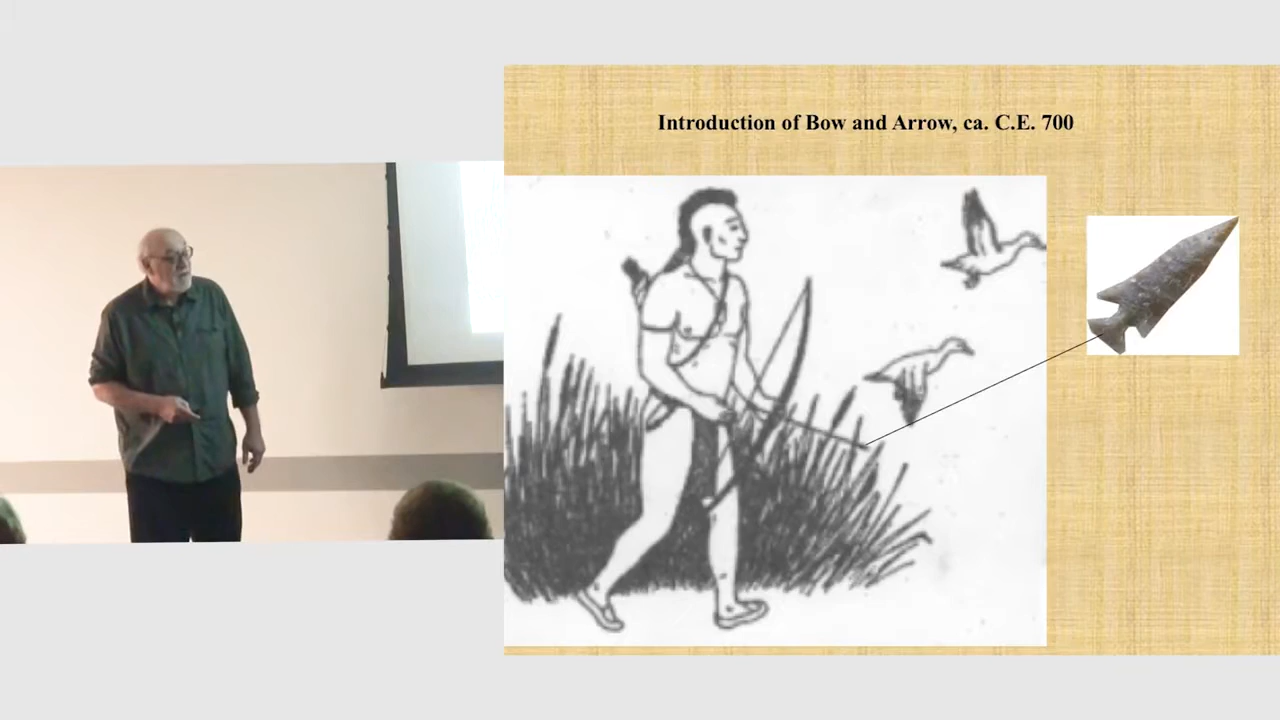 Introduction of Bow and Arrow, ca. C.E. 700